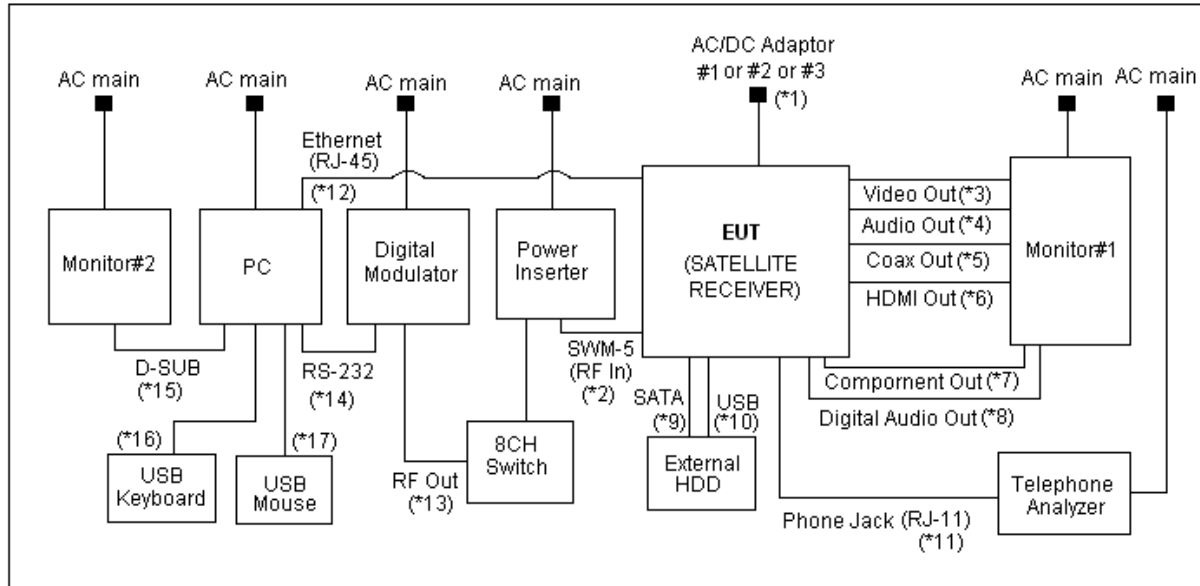 AC/DC Adaptor
#1 or #2 or #3
(*1)
AC main
AC main
AC main
AC main
AC main
AC main
Ethernet
(RJ-45)
(*12)
Monitor#2
PC
Digital
Modulator
Power
Inserter
EUT
(SATELLITE
RECEIVER)
Video Out (*3)
Audio Out (*4)
Coax Out (*5)
HDMI Out (*6)
Monitor#1
D-SUB
(*15)
RS-232
(*14)
SWM-5
(RF In)
(*2)
Compornent Out (*7)
Digital Audio Out (*8)
SATA
(*9)
USB
(*10)
(*16)
(*17)
USB
Keyboard
USB
Mouse
RF Out
(*13)
8CH
Switch
External
HDD
Telephone
Analyzer
Phone Jack (RJ-11)
(*11)